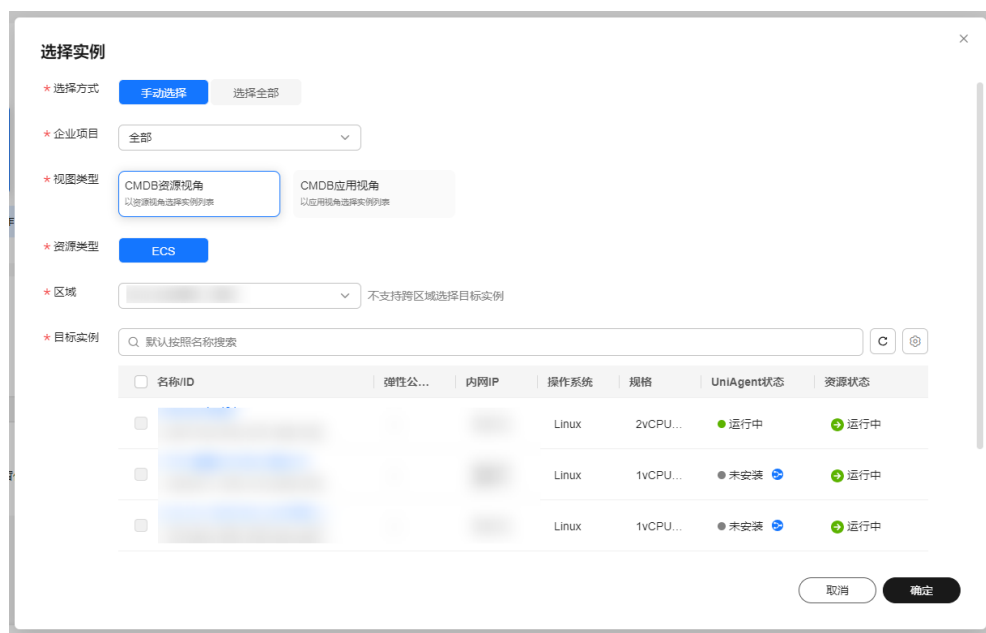 选择实例
* 选择方式 手动选择 选择全部
* 企业项目 全部
* 视图类型 CMDB资源视角 CMDB应用视角
以资源视角选择实例列表 以应用视角选择实例列表
* 资源类型 ECS
* 区域 不支持跨区域选择目标实例
* 目标实例 默认按照名称搜索
名称/ID 弹性公... 内网IP 操作系统 规格 UniAgent状态 资源状态
Linux 2vCPU... 运行中 运行中
Linux 1vCPU... 未安装 运行中
Linux 1vCPU... 未安装 运行中
取消 确定